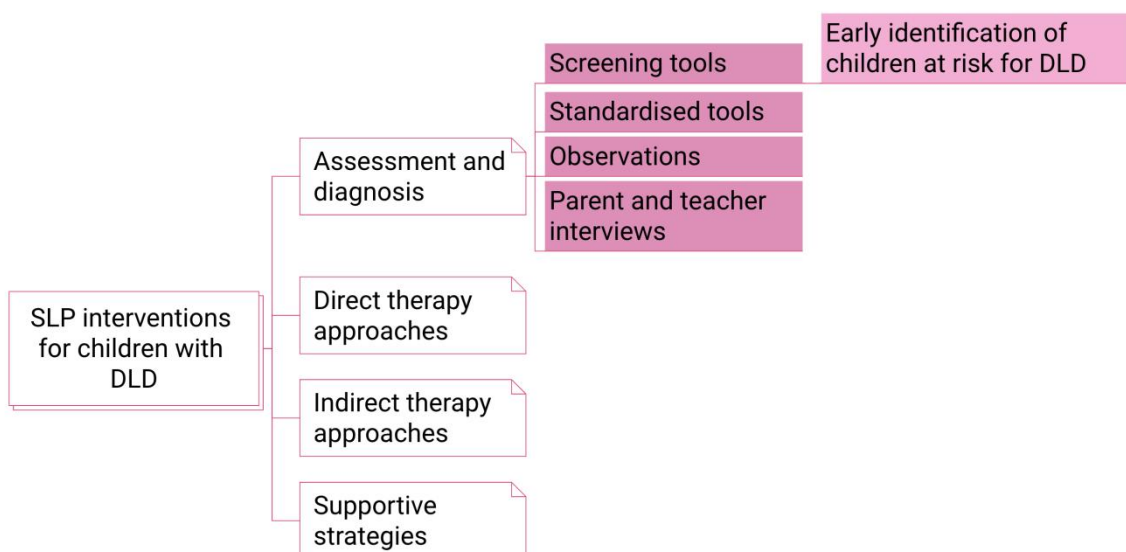 SLP interventions
for children with
DLD
Assessment and
diagnosis
Screening tools
Early identification of
children at risk for DLD
Standardised tools
Observations
Parent and teacher
interviews
Direct therapy
approaches
Indirect therapy
approaches
Supportive
strategies